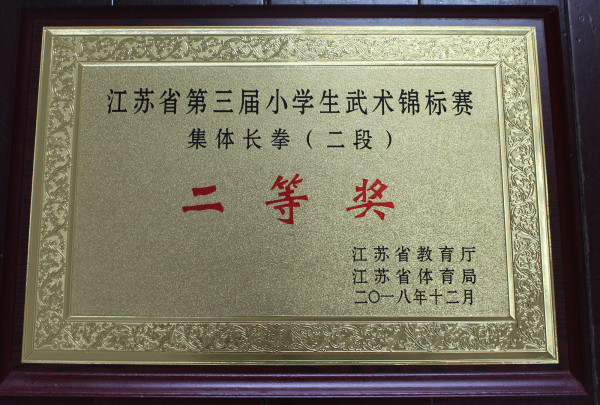 江苏省第三届小学生武术锦标赛
集体长拳（二段）
二等奖
江苏省教育厅
江苏省体育局
二〇一八年十二月